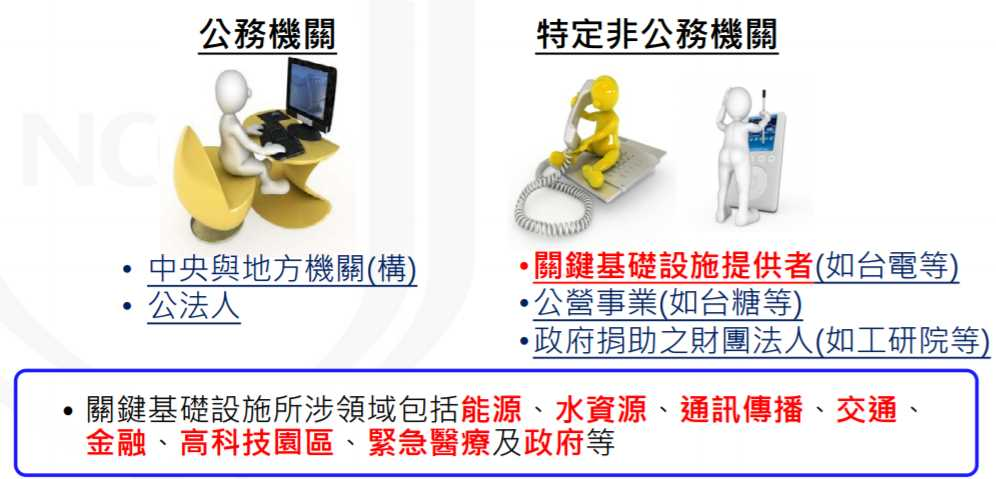 公務機關
特定非公務機關
• 中央與地方機關(構)
• 公法人
•關鍵基礎設施提供者(如台電等)
•公營事業(如台糖等)
•政府捐助之財團法人(如工研院等)
• 關鍵基礎設施所涉領域包括能源、水資源、通訊傳播、交通、
金融、高科技園區、緊急醫療及政府等